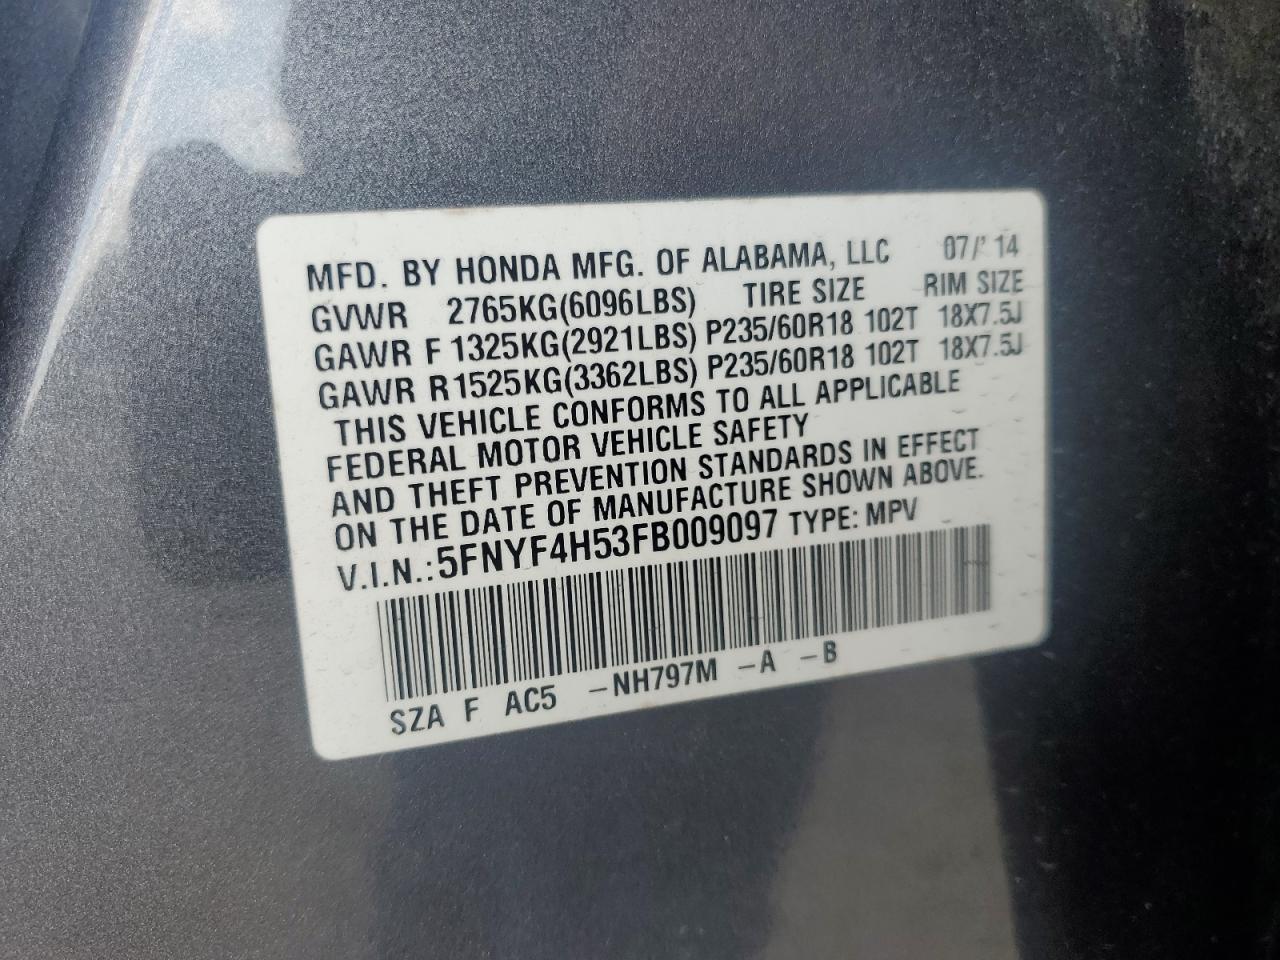 MFD. BY HONDA MFG. OF ALABAMA, LLC 07/' 14
GVWR 2765KG(6096LBS) TIRE SIZE RIM SIZE
GAWR F 1325KG(2921LBS) P235/60R18 102T 18X7.5J
GAWR R 1525KG(3362LBS) P235/60R18 102T 18X7.5J
THIS VEHICLE CONFORMS TO ALL APPLICABLE
FEDERAL MOTOR VEHICLE SAFETY
AND THEFT PREVENTION STANDARDS IN EFFECT
ON THE DATE OF MANUFACTURE SHOWN ABOVE.
V.I.N.: 5FNYF4H53FB009097 TYPE: MPV
SZA F AC5 -NH797M -A -B